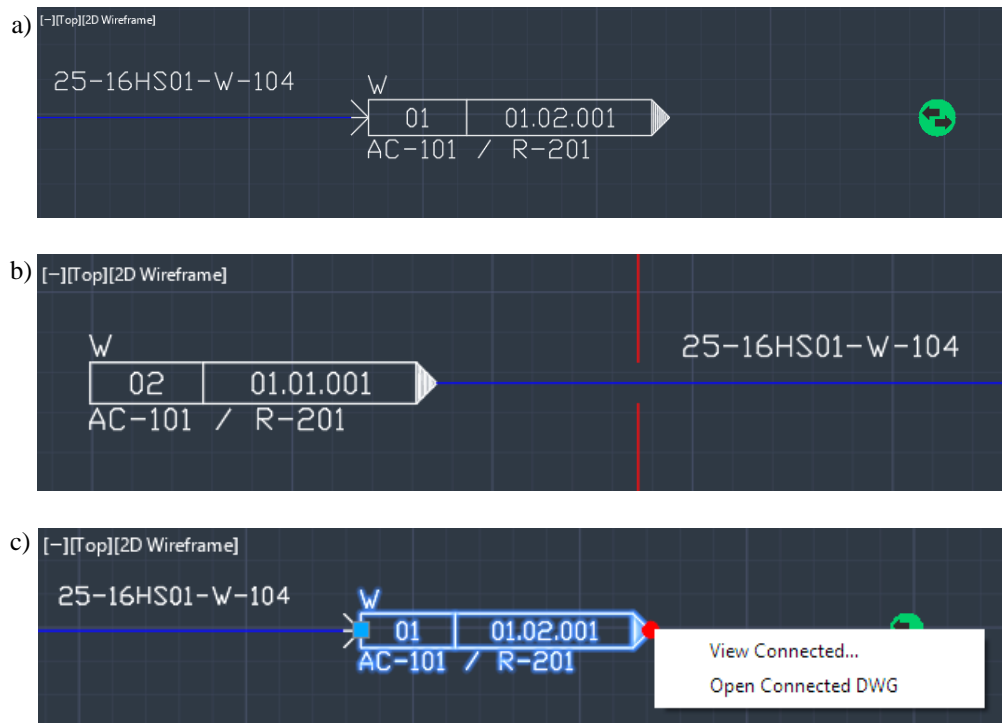 a) [−][Top][2D Wireframe]
25-16HS01-W-104
W
01 01.02.001
AC-101 / R-201
b) [−][Top][2D Wireframe]
W
25-16HS01-W-104
02 01.01.001
AC-101 / R-201
c) [−][Top][2D Wireframe]
25-16HS01-W-104
W
01 01.02.001
AC-101 / R-201
View Connected...
Open Connected DWG